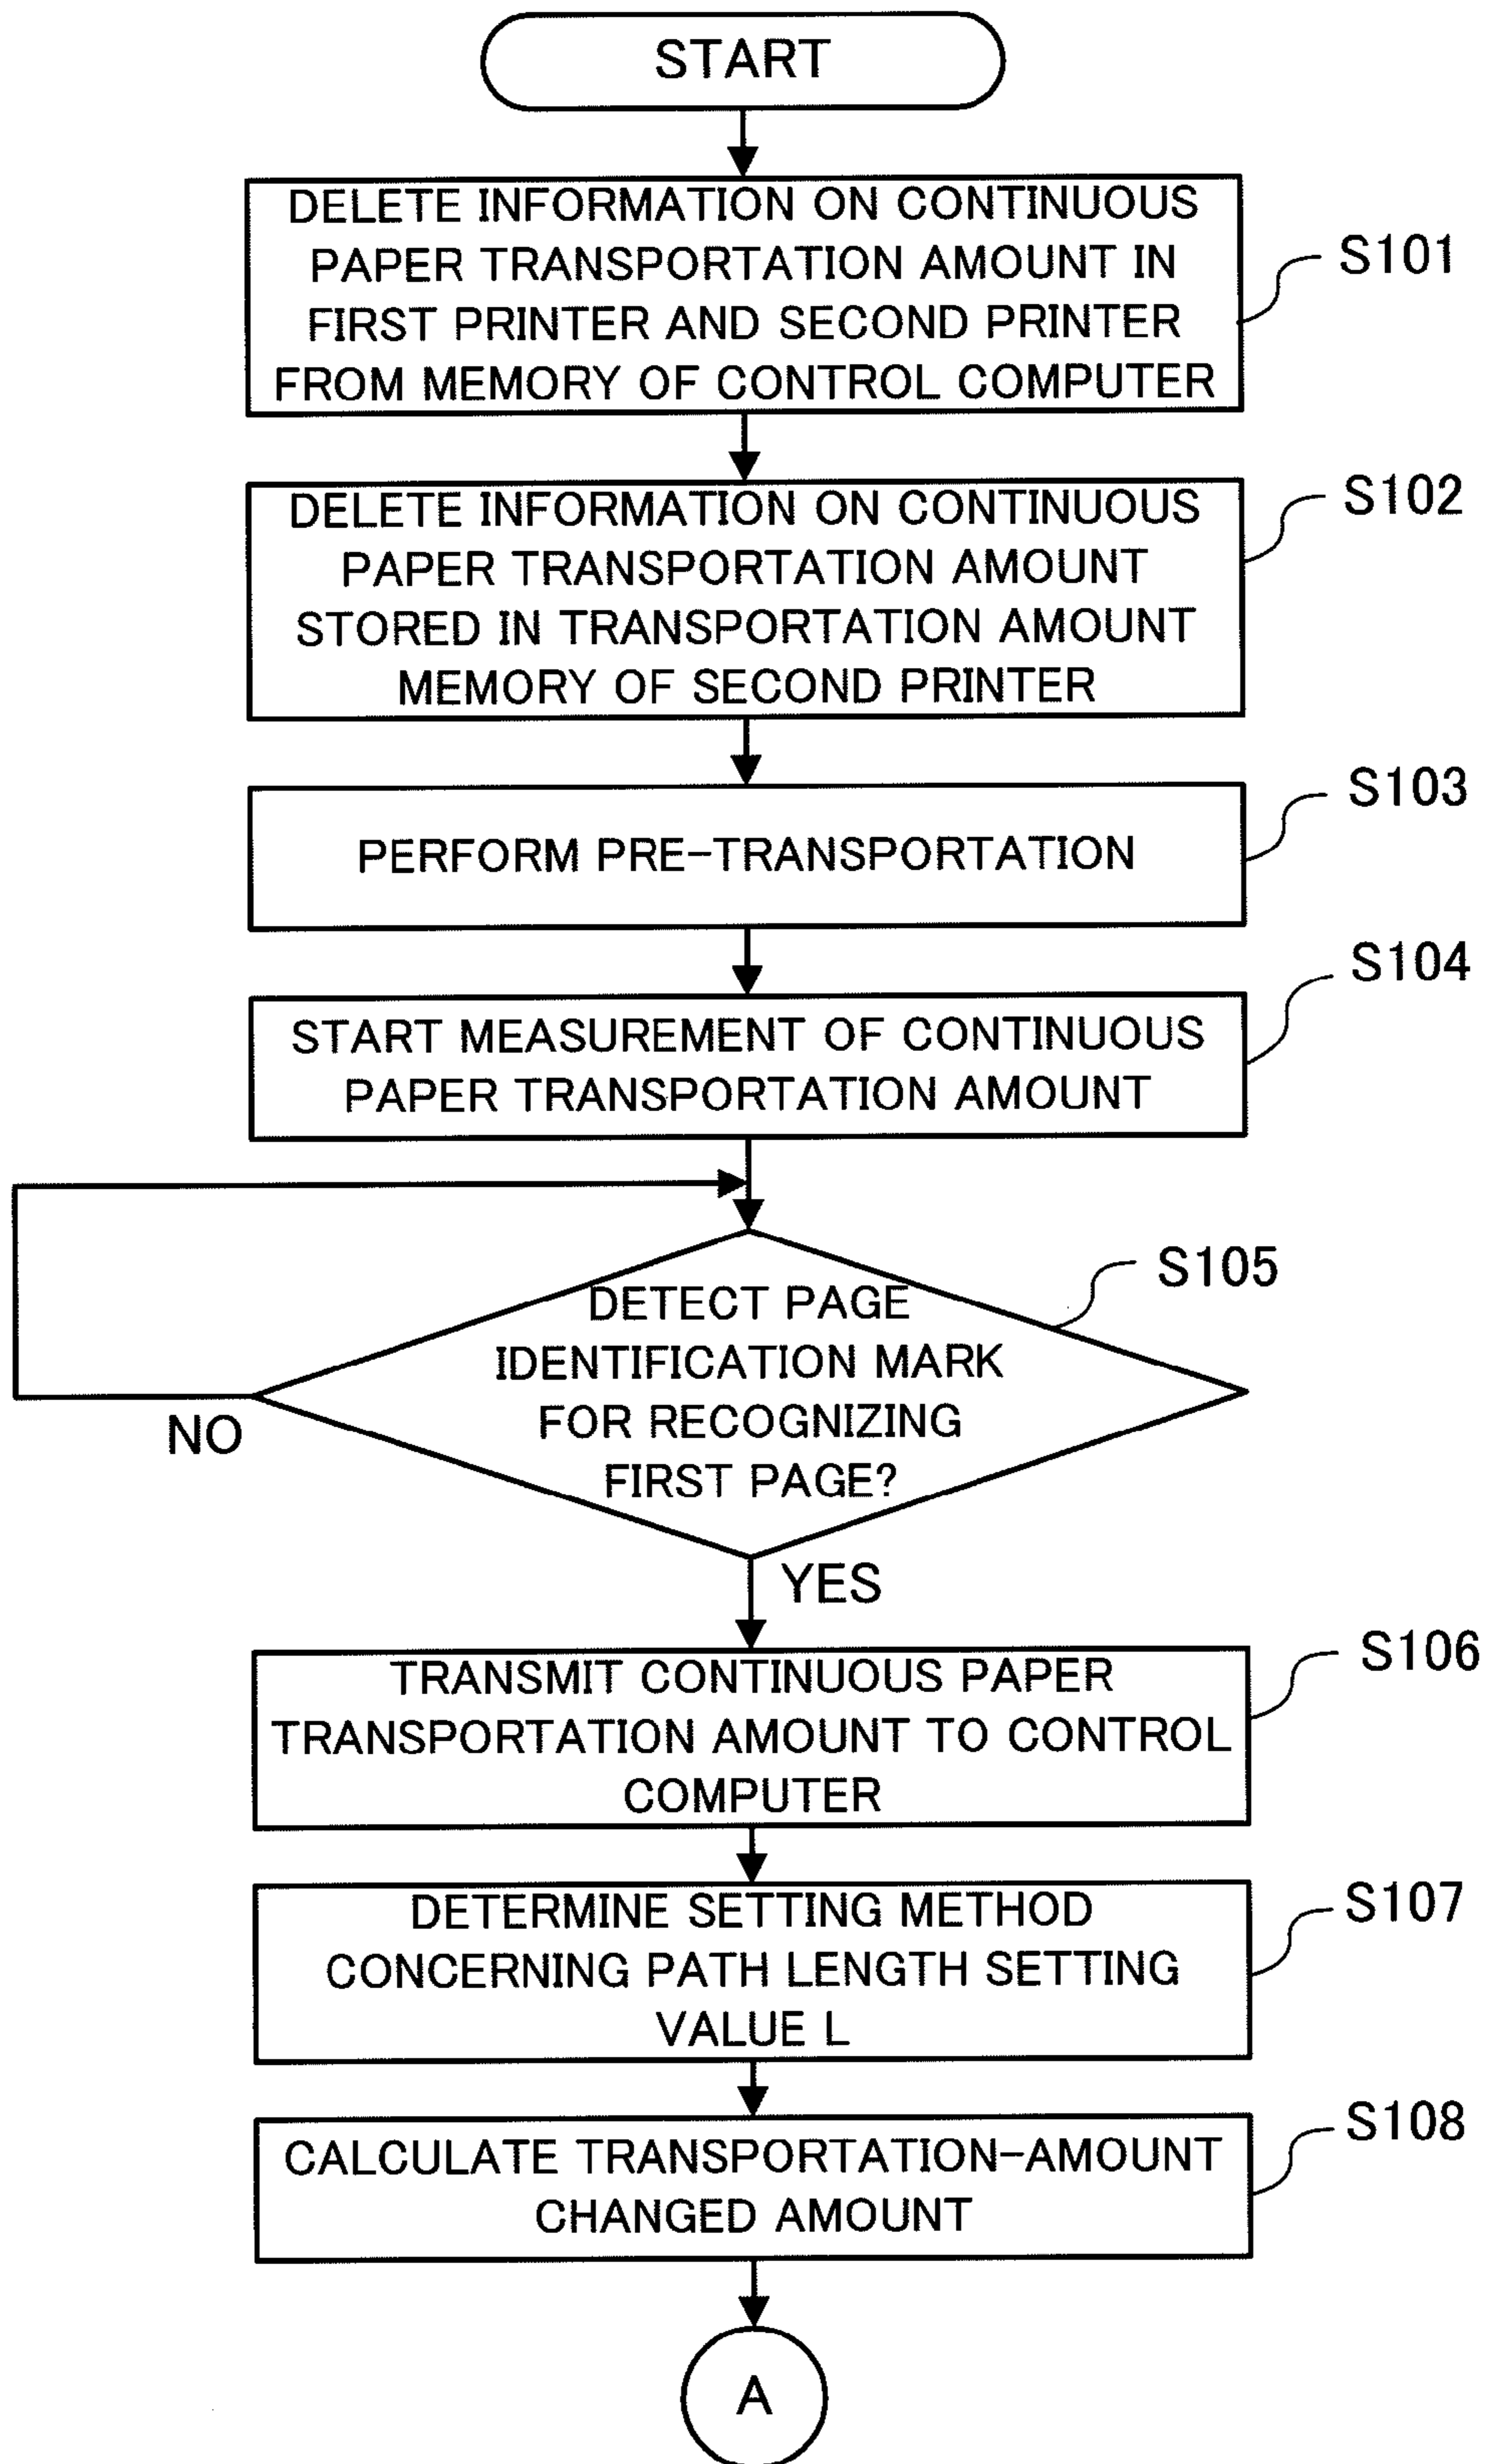 START
DELETE INFORMATION ON CONTINUOUS
PAPER TRANSPORTATION AMOUNT IN
FIRST PRINTER AND SECOND PRINTER
FROM MEMORY OF CONTROL COMPUTER
S101
DELETE INFORMATION ON CONTINUOUS
PAPER TRANSPORTATION AMOUNT
STORED IN TRANSPORTATION AMOUNT
MEMORY OF SECOND PRINTER
S102
PERFORM PRE-TRANSPORTATION
S103
START MEASUREMENT OF CONTINUOUS
PAPER TRANSPORTATION AMOUNT
S104
DETECT PAGE
IDENTIFICATION MARK
FOR RECOGNIZING
FIRST PAGE?
S105
NO
YES
TRANSMIT CONTINUOUS PAPER
TRANSPORTATION AMOUNT TO CONTROL
COMPUTER
S106
DETERMINE SETTING METHOD
CONCERNING PATH LENGTH SETTING
VALUE L
S107
CALCULATE TRANSPORTATION-AMOUNT
CHANGED AMOUNT
S108
A